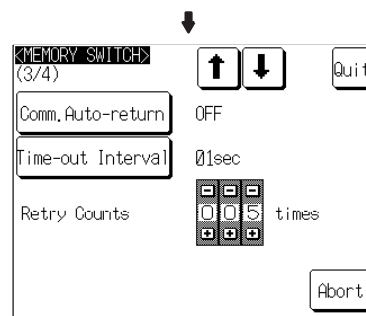 <MEMORY SWITCH>
(3/4)
Quit
Comm.Auto-return OFF
Time-out Interval 01sec
Retry Counts 005 times
Abort